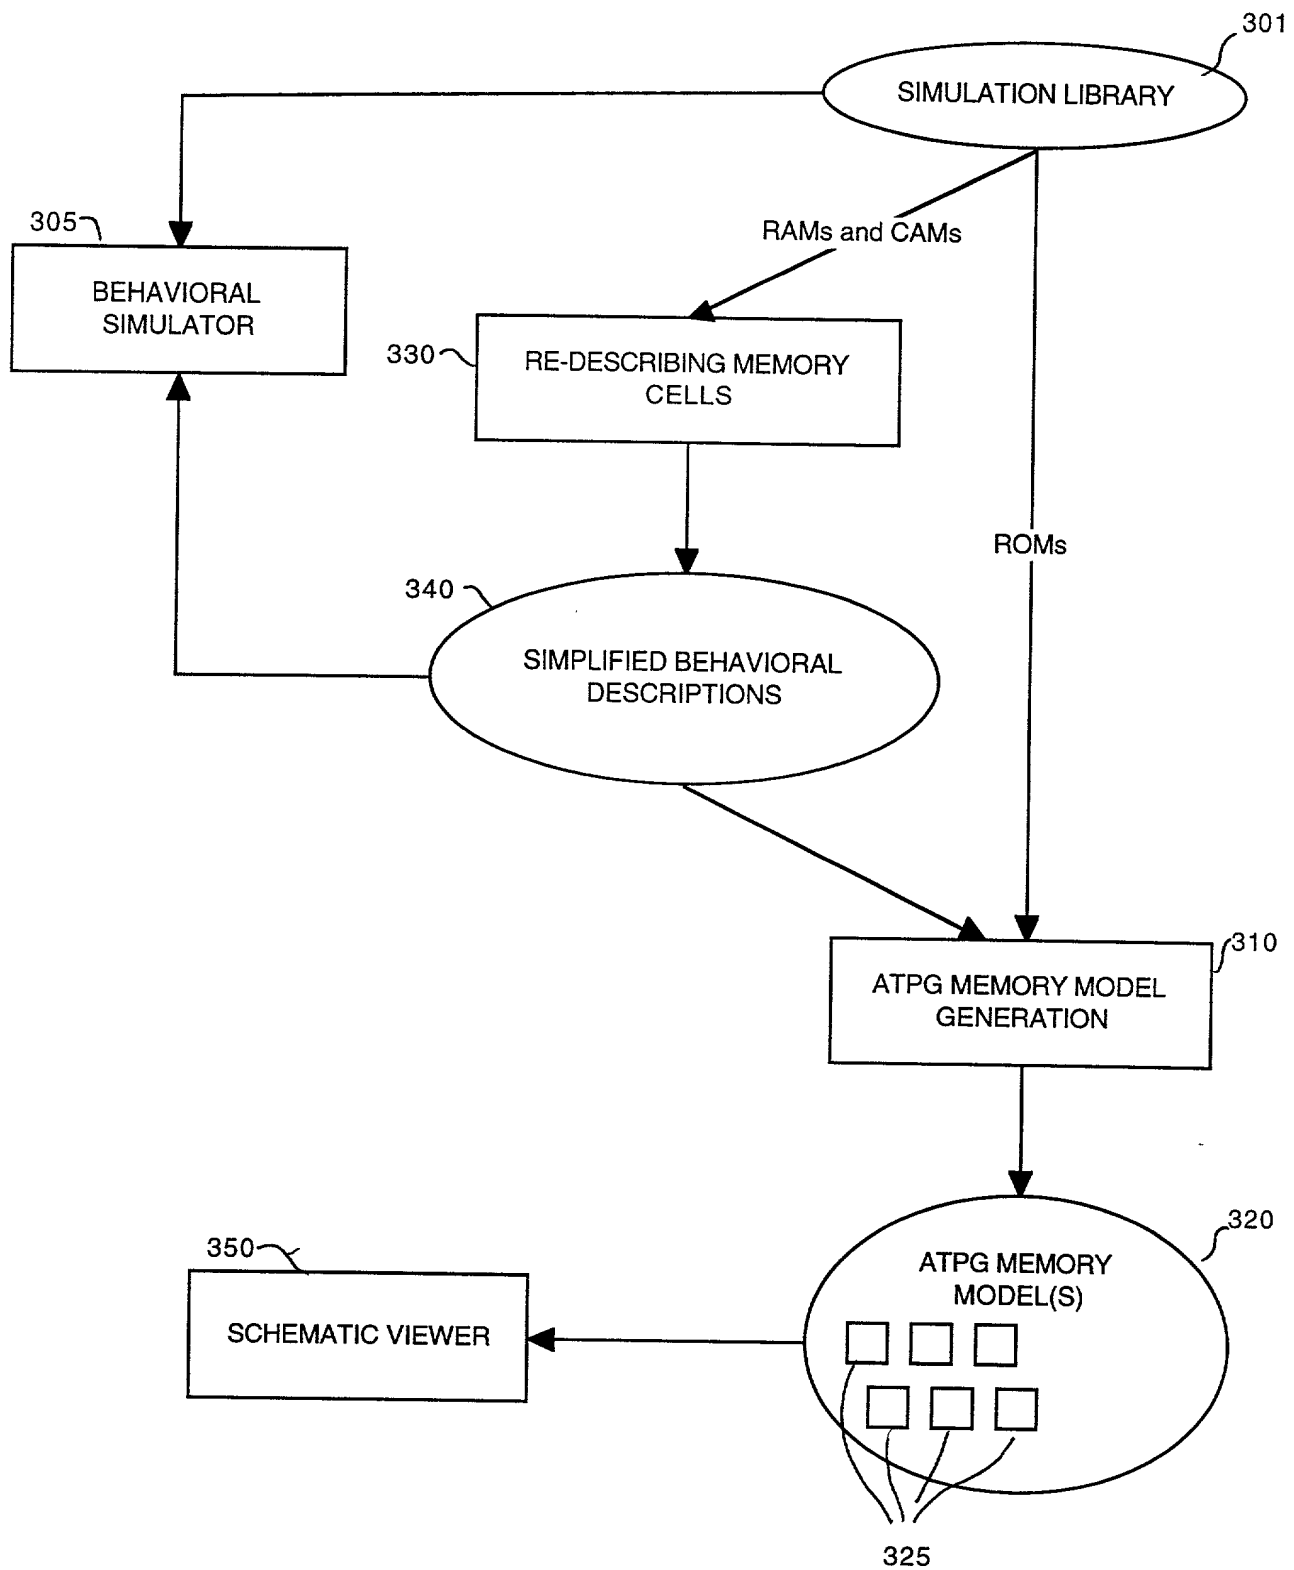 301
SIMULATION LIBRARY
305
RAMs and CAMs
BEHAVIORAL
SIMULATOR
330
RE-DESCRIBING MEMORY
CELLS
ROMs
340
SIMPLIFIED BEHAVIORAL
DESCRIPTIONS
310
ATPG MEMORY MODEL
GENERATION
320
350
ATPG MEMORY
MODEL(S)
SCHEMATIC VIEWER
325